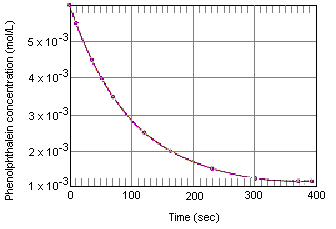 Phenolphthalein concentration (mol/L)
5 × 10⁻³
4 × 10⁻³
3 × 10⁻³
2 × 10⁻³
1 × 10⁻³
0 100 200 300 400
Time (sec)